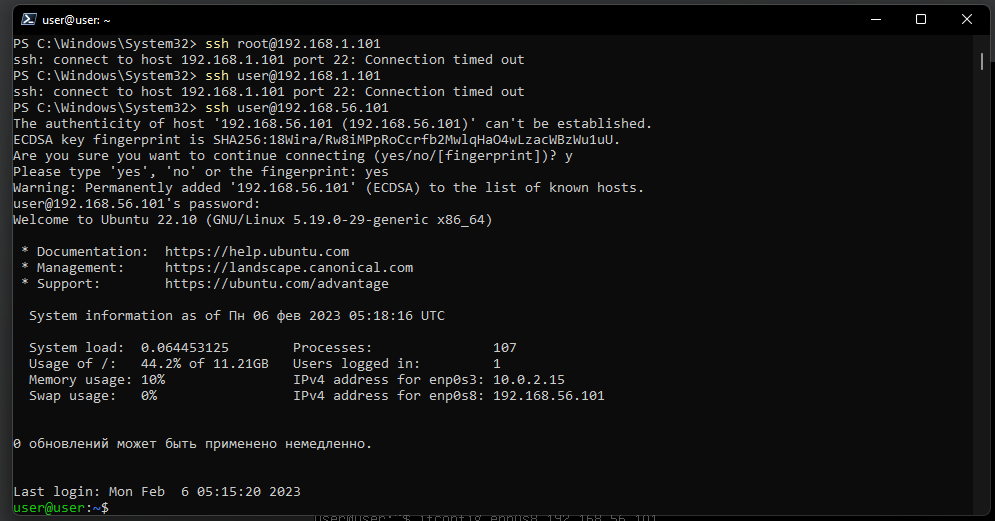 user@user: ~
PS C:\Windows\System32> ssh root@192.168.1.101
ssh: connect to host 192.168.1.101 port 22: Connection timed out
PS C:\Windows\System32> ssh user@192.168.1.101
ssh: connect to host 192.168.1.101 port 22: Connection timed out
PS C:\Windows\System32> ssh user@192.168.56.101
The authenticity of host '192.168.56.101 (192.168.56.101)' can't be established.
ECDSA key fingerprint is SHA256:18Wira/Rw8iMPpRoCcrfb2MwlqHaO4wLzacWBzWu1uU.
Are you sure you want to continue connecting (yes/no/[fingerprint])? y
Please type 'yes', 'no' or the fingerprint: yes
Warning: Permanently added '192.168.56.101' (ECDSA) to the list of known hosts.
user@192.168.56.101's password:
Welcome to Ubuntu 22.10 (GNU/Linux 5.19.0-29-generic x86_64)
* Documentation:  https://help.ubuntu.com
* Management:     https://landscape.canonical.com
* Support:        https://ubuntu.com/advantage
System information as of Пн 06 фев 2023 05:18:16 UTC
System load:  0.064453125        Processes:               107
Usage of /:   44.2% of 11.21GB   Users logged in:         1
Memory usage: 10%                IPv4 address for enp0s3: 10.0.2.15
Swap usage:   0%                 IPv4 address for enp0s8: 192.168.56.101
0 обновлений может быть применено немедленно.
Last login: Mon Feb  6 05:15:20 2023
user@user:~$
user@user:~$ ifconfig enp0s8 192.168.56.101